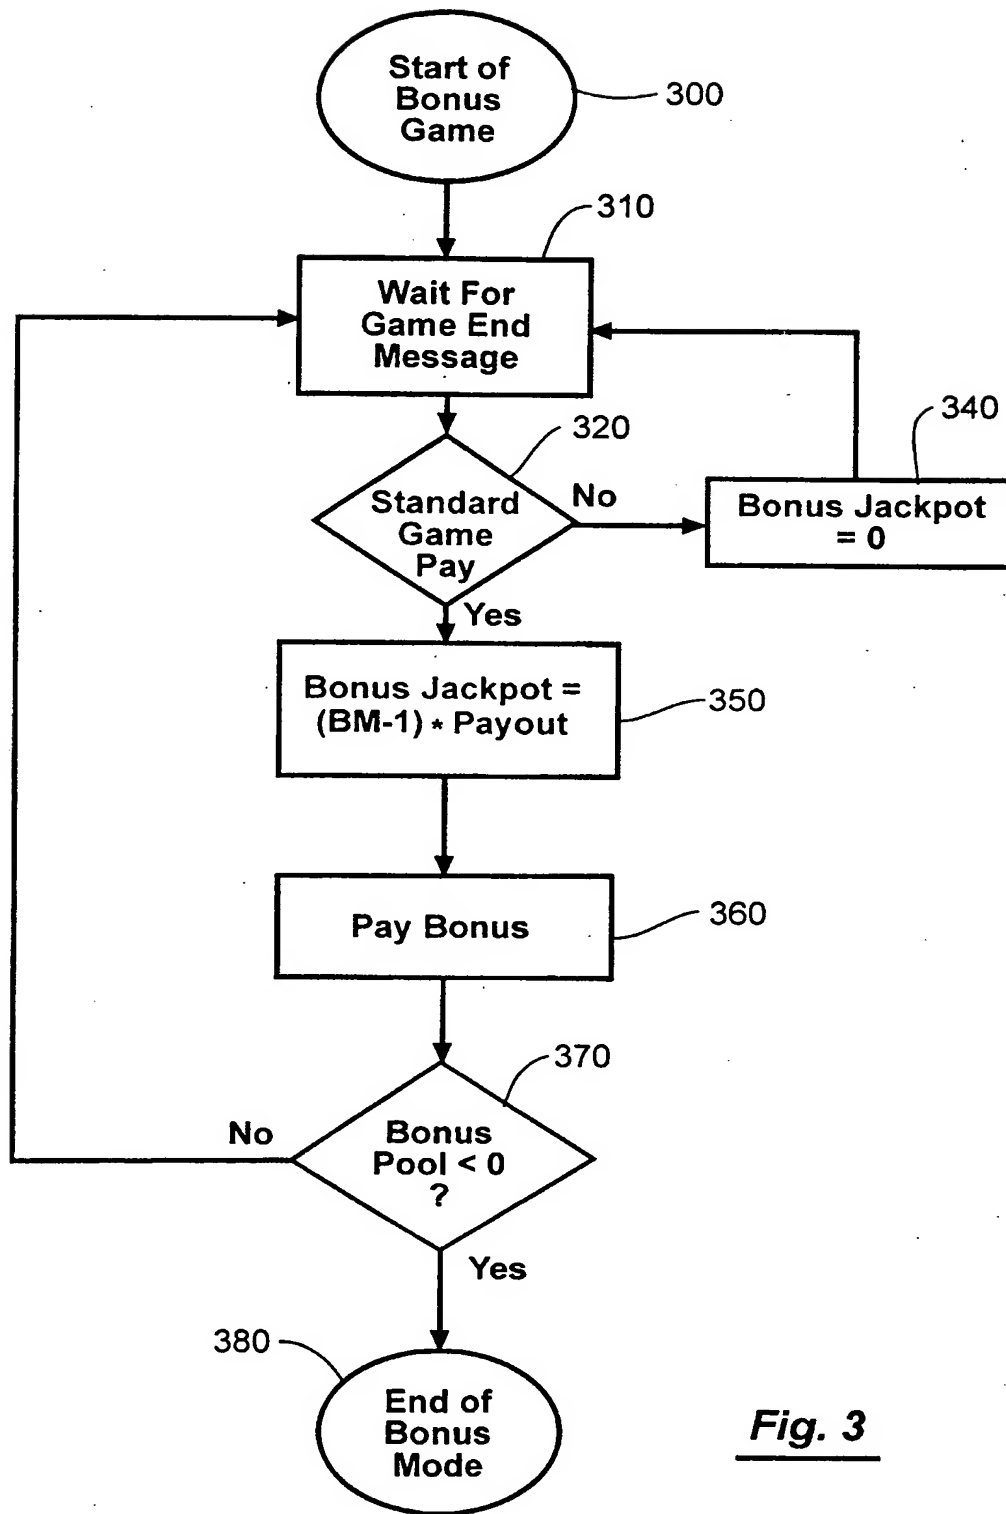 Start of
Bonus
Game
300
310
Wait For
Game End
Message
320
340
Standard
Game
Pay
No
Bonus Jackpot
= 0
Yes
Bonus Jackpot =
(BM-1) * Payout
350
Pay Bonus
360
370
No
Bonus
Pool < 0
?
Yes
380
End of
Bonus
Mode
Fig. 3